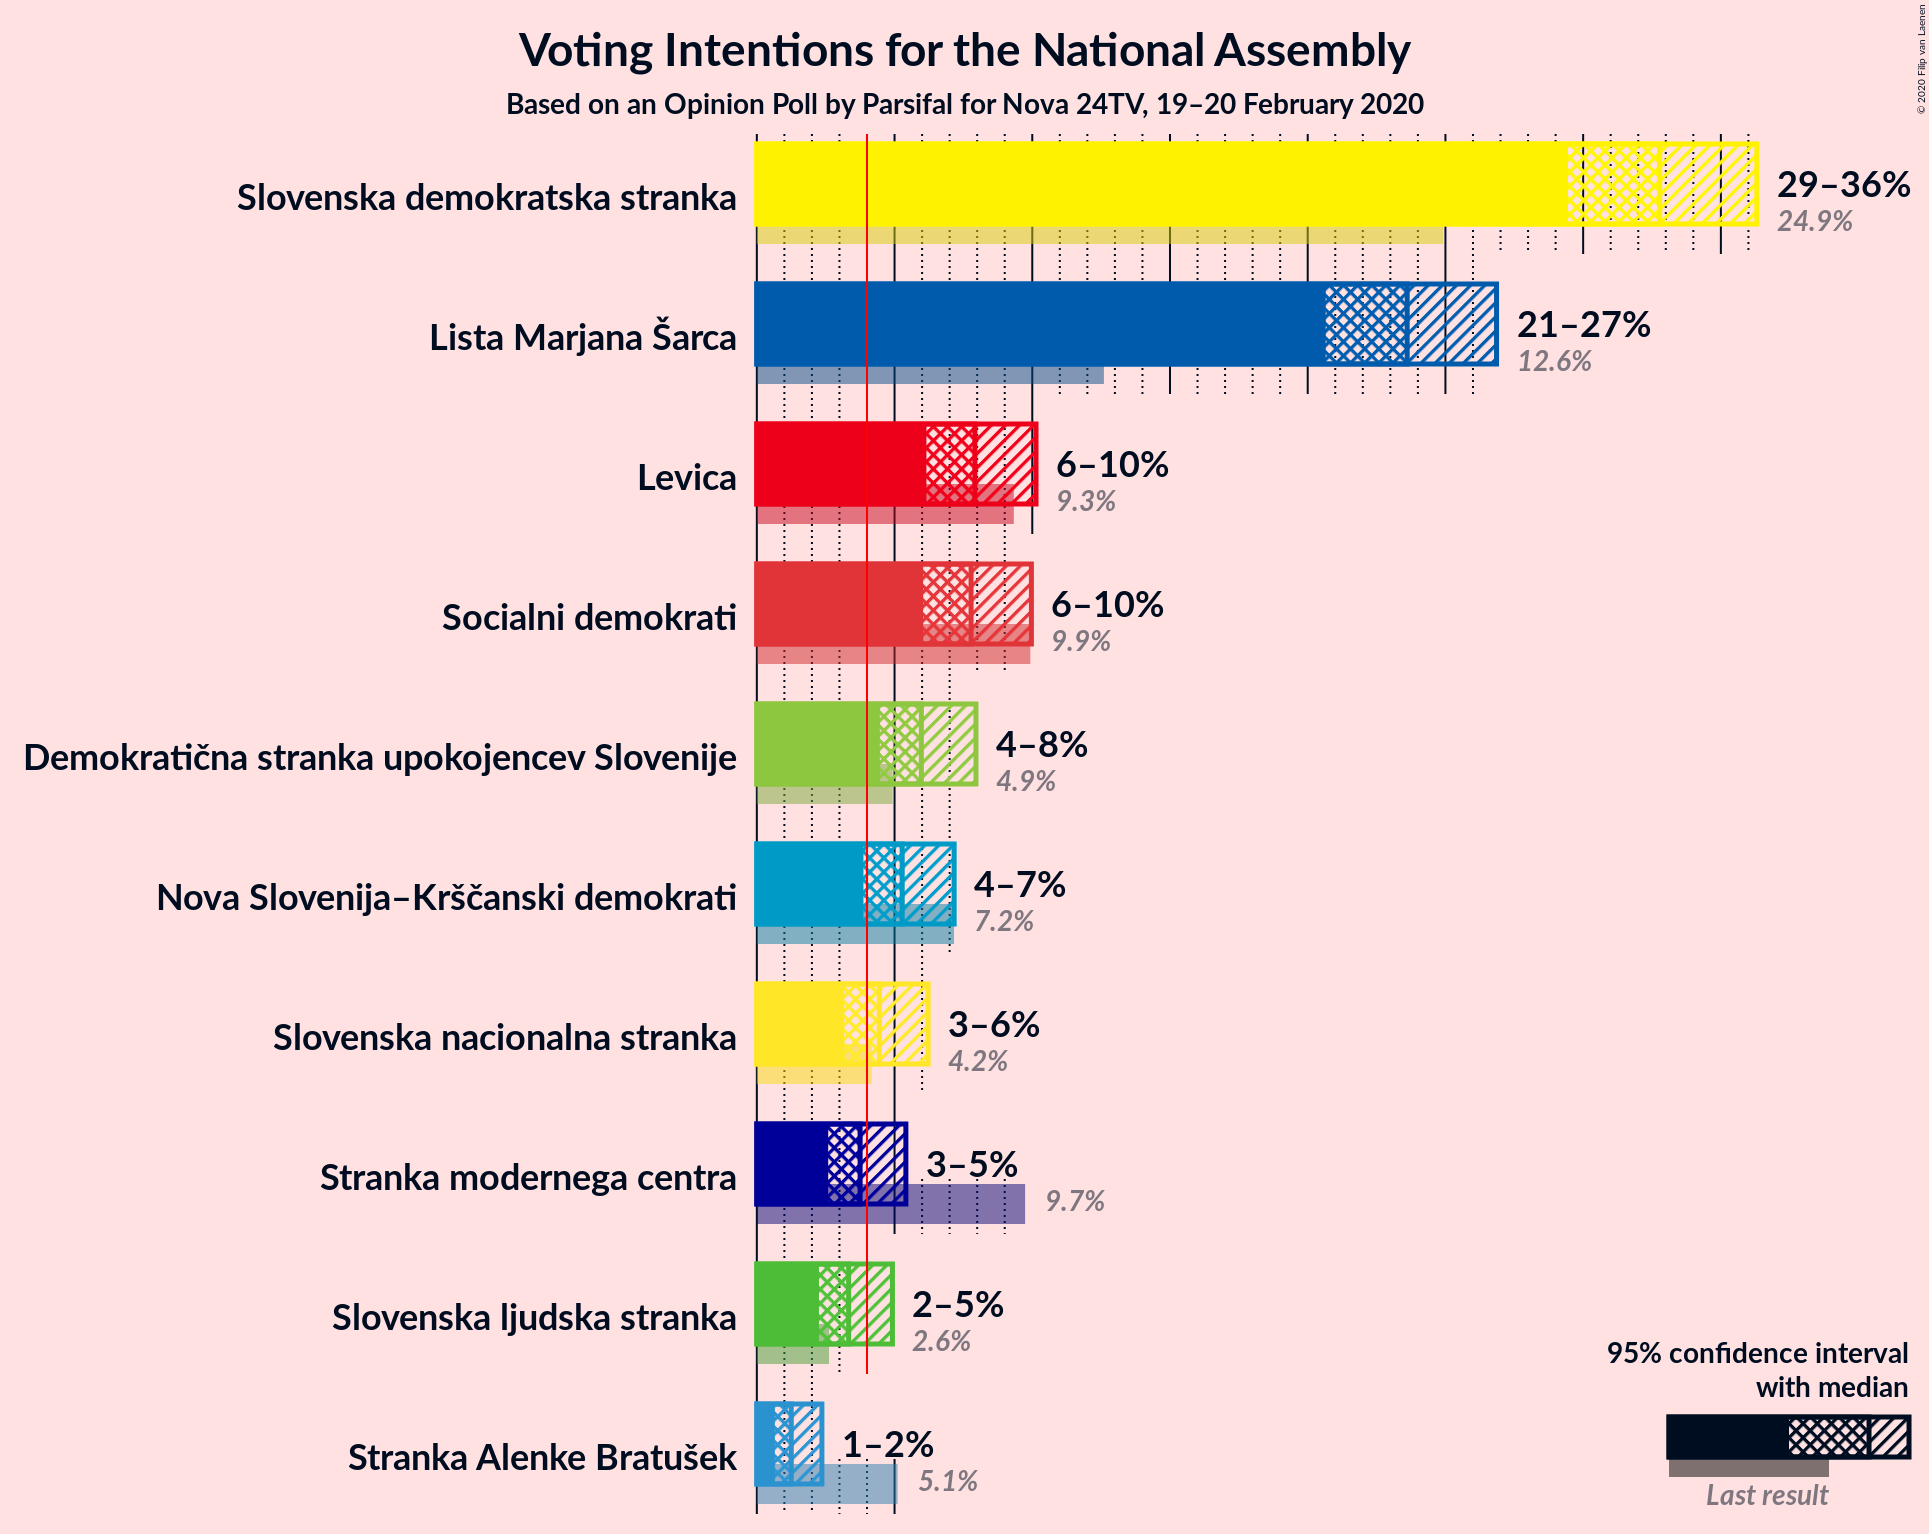 Voting Intentions for the National Assembly
Based on an Opinion Poll by Parsifal for Nova 24TV, 19–20 February 2020
© 2020 Filip van Laenen
Slovenska demokratska stranka
29–36%
24.9%
Lista Marjana Šarca
21–27%
12.6%
Levica
6–10%
9.3%
Socialni demokrati
6–10%
9.9%
Demokratična stranka upokojencev Slovenije
4–8%
4.9%
Nova Slovenija–Krščanski demokrati
4–7%
7.2%
Slovenska nacionalna stranka
3–6%
4.2%
Stranka modernega centra
3–5%
9.7%
Slovenska ljudska stranka
2–5%
2.6%
Stranka Alenke Bratušek
1–2%
5.1%
95% confidence interval
with median
Last result